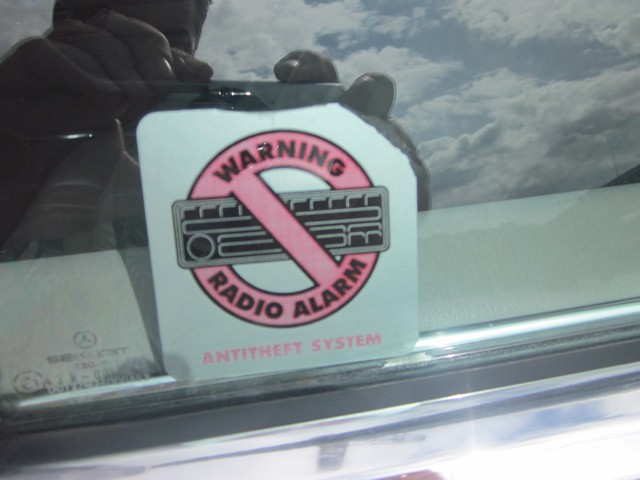 WARNING
RADIO ALARM
ANTITHEFT SYSTEM